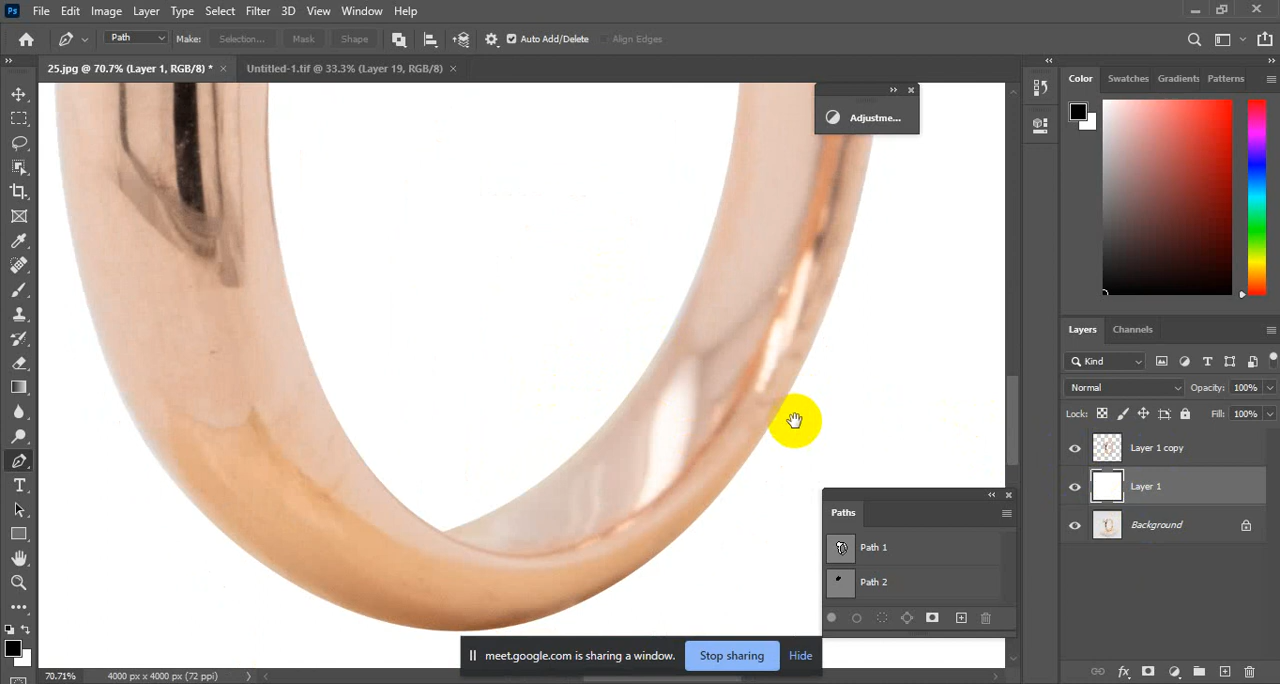 Ps File Edit Image Layer Type Select Filter 3D View Window Help
Path Make: Selection... Mask Shape Auto Add/Delete Align Edges
25.jpg @ 70.7% (Layer 1, RGB/8) * × Untitled-1.tif @ 33.3% (Layer 19, RGB/8) ×
Adjustme...
Color Swatches Gradients Patterns
Layers Channels
Kind
Normal Opacity: 100%
Lock: Fill: 100%
Layer 1 copy
Layer 1
Background
Paths
Path 1
Path 2
meet.google.com is sharing a window. Stop sharing Hide
70.71% 4000 px x 4000 px (72 ppi)
fx